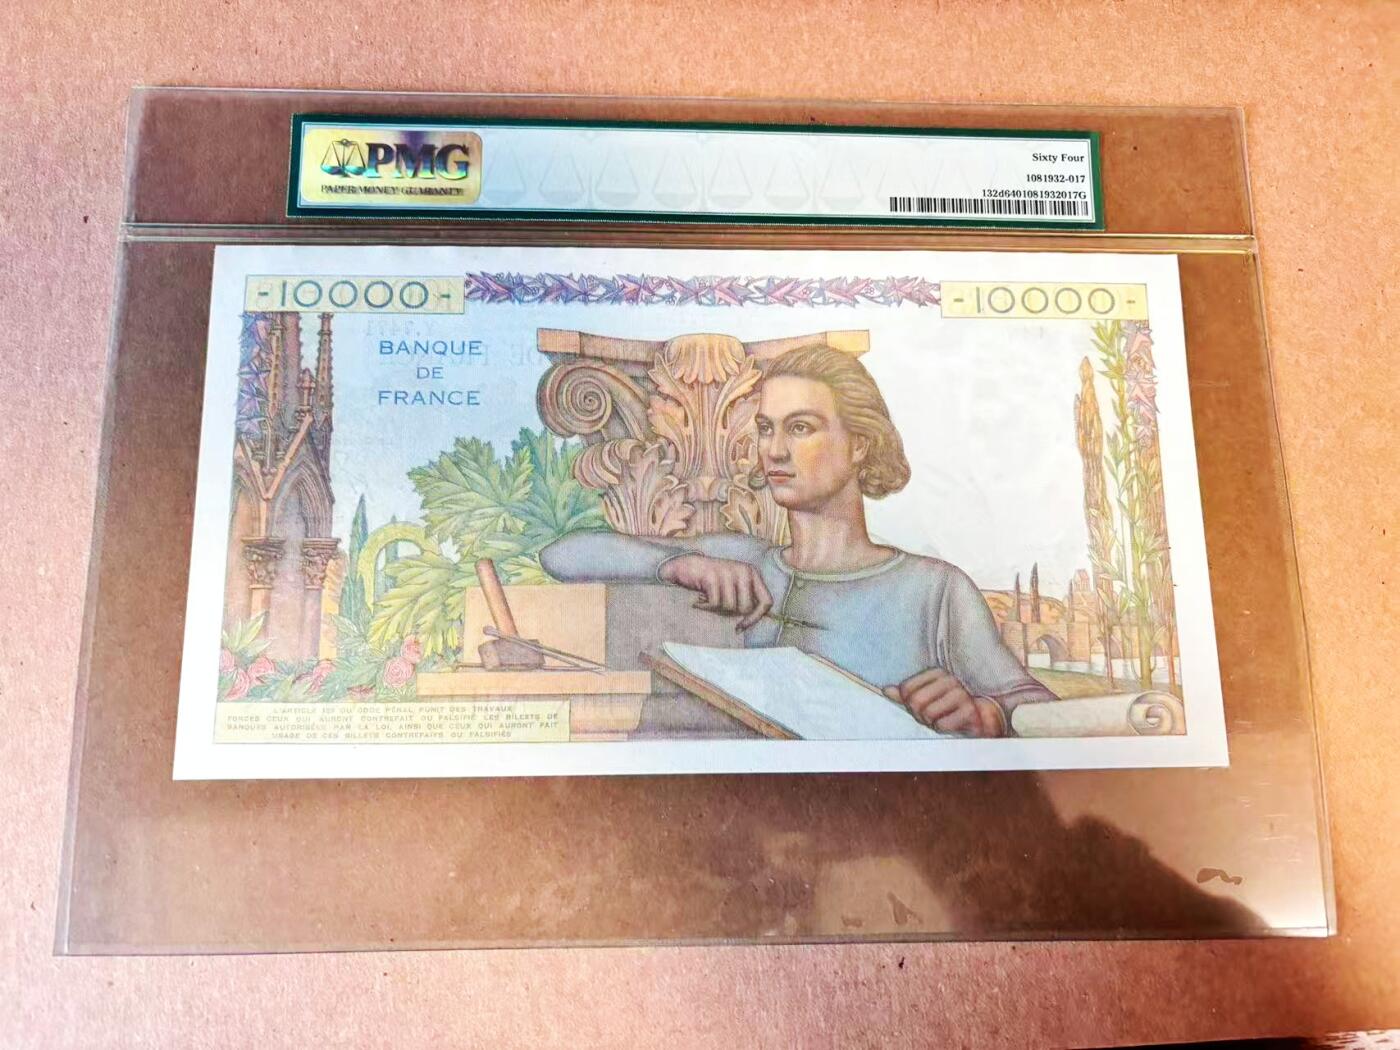 PMG
PAPER MONEY GUARANTY
Sixty Four
1081932-017
132d6401081932017G
-10000-
-10000-
BANQUE
DE
FRANCE
L'ARTICLE 139 DU CODE PÉNAL PUNIT DES TRAVAUX
FORCÉS CEUX QUI AURONT CONTREFAIT OU FALSIFIÉ LES BILLETS DE
BANQUES AUTORISÉES PAR LA LOI, AINSI QUE CEUX QUI AURONT FAIT
USAGE DE CES BILLETS CONTREFAITS OU FALSIFIÉS